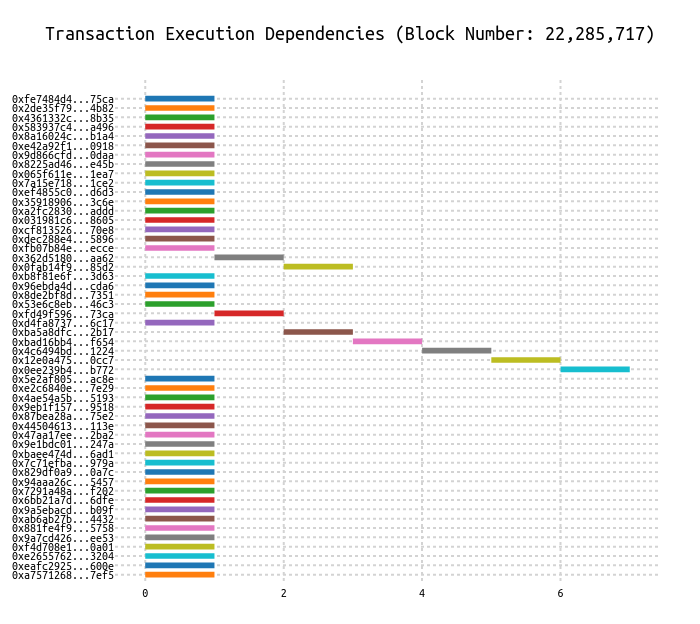 Transaction Execution Dependencies (Block Number: 22,285,717)
0xfe7484d4...75ca
0x2de35f79...4b82
0x4361332c...8b35
0x583937c4...a496
0x8a16024c...b1a4
0xe42a92f1...0918
0x9d866cfd...0daa
0x8225ad46...e45b
0x065f611e...1ea7
0x7a15e718...1ce2
0xef4855c0...d6d3
0x35918906...3c6e
0xa2fc2830...addd
0x031981c6...8605
0xcf813526...70e8
0xdec288e4...5896
0xfb07b84e...ecce
0x362d5180...aa62
0x0fab14f9...85d2
0xb8f81e6f...3d63
0x96ebda4d...cda6
0x8de2bf8d...7351
0x53e6c8eb...46c3
0xfd49f596...73ca
0xd4fa8737...6c17
0xba5a8dfc...2b17
0xbad16bb4...f654
0x4c6494bd...1224
0x12e0a475...0cc7
0x0ee239b4...b772
0x5e2af805...ac8e
0xe2c6840e...7e29
0x4ae54a5b...5193
0x9eb1f157...9518
0x87bea28a...75e2
0x44504613...113e
0x47aa17ee...2ba2
0x9e1bdc01...247a
0xbaee474d...6ad1
0x7c71efba...979a
0x829df0a9...0a7c
0x94aaa26c...5457
0x7291a48a...f202
0x6bb21a7d...6dfe
0x9a5ebacd...b09f
0xab6ab27b...4432
0x881fe4f9...5758
0x9a7cd426...ee53
0xf4d708e1...0a01
0xe2655762...3204
0xeafc2925...600e
0xa7571268...7ef5
0 2 4 6